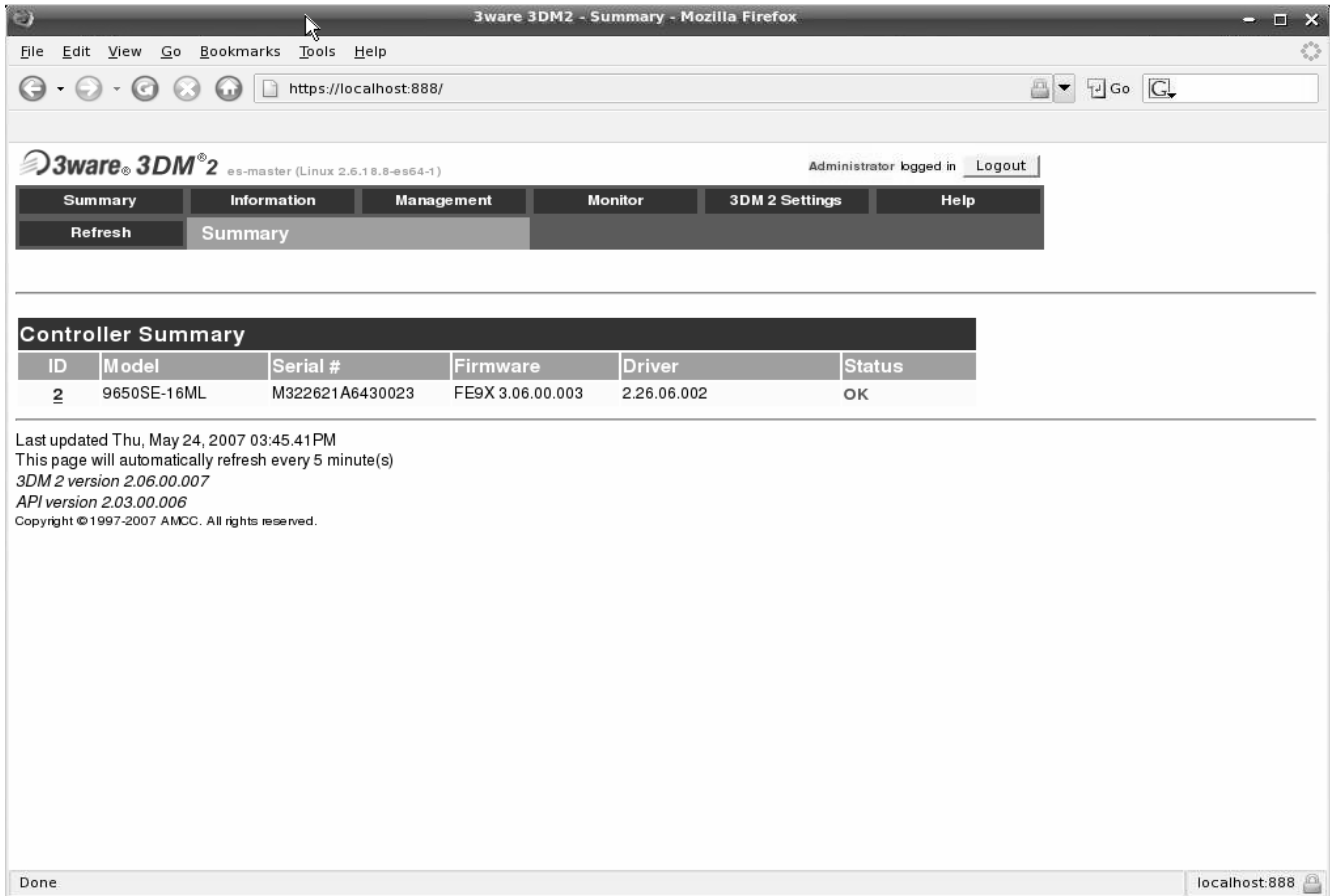 3ware 3DM2 - Summary - Mozilla Firefox
File Edit View Go Bookmarks Tools Help
https://localhost:888/ Go G
3ware® 3DM®2 es-master (Linux 2.6.18.8-es64-1) Administrator logged in Logout
Summary Information Management Monitor 3DM 2 Settings Help
Refresh Summary
Controller Summary
ID Model Serial # Firmware Driver Status
2 9650SE-16ML M322621A6430023 FE9X 3.06.00.003 2.26.06.002 OK
Last updated Thu, May 24, 2007 03:45.41PM
This page will automatically refresh every 5 minute(s)
3DM 2 version 2.06.00.007
API version 2.03.00.006
Copyright © 1997-2007 AMCC. All rights reserved.
Done localhost:888